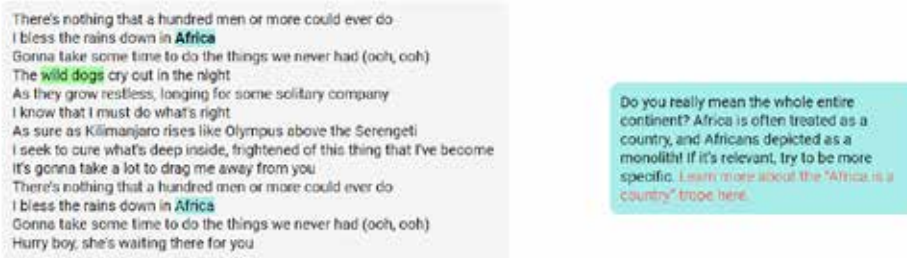 There's nothing that a hundred men or more could ever do
I bless the rains down in Africa
Gonna take some time to do the things we never had (ooh, ooh)
The wild dogs cry out in the night
As they grow restless, longing for some solitary company
I know that I must do what's right
As sure as Kilimanjaro rises like Olympus above the Serengeti
I seek to cure what's deep inside, frightened of this thing that I've become
It's gonna take a lot to drag me away from you
There's nothing that a hundred men or more could ever do
I bless the rains down in Africa
Gonna take some time to do the things we never had (ooh, ooh)
Hurry boy, she's waiting there for you
Do you really mean the whole entire
continent? Africa is often treated as a
country, and Africans depicted as a
monolith! If it's relevant, try to be more
specific. Learn more about the "Africa is a
country" trope here.